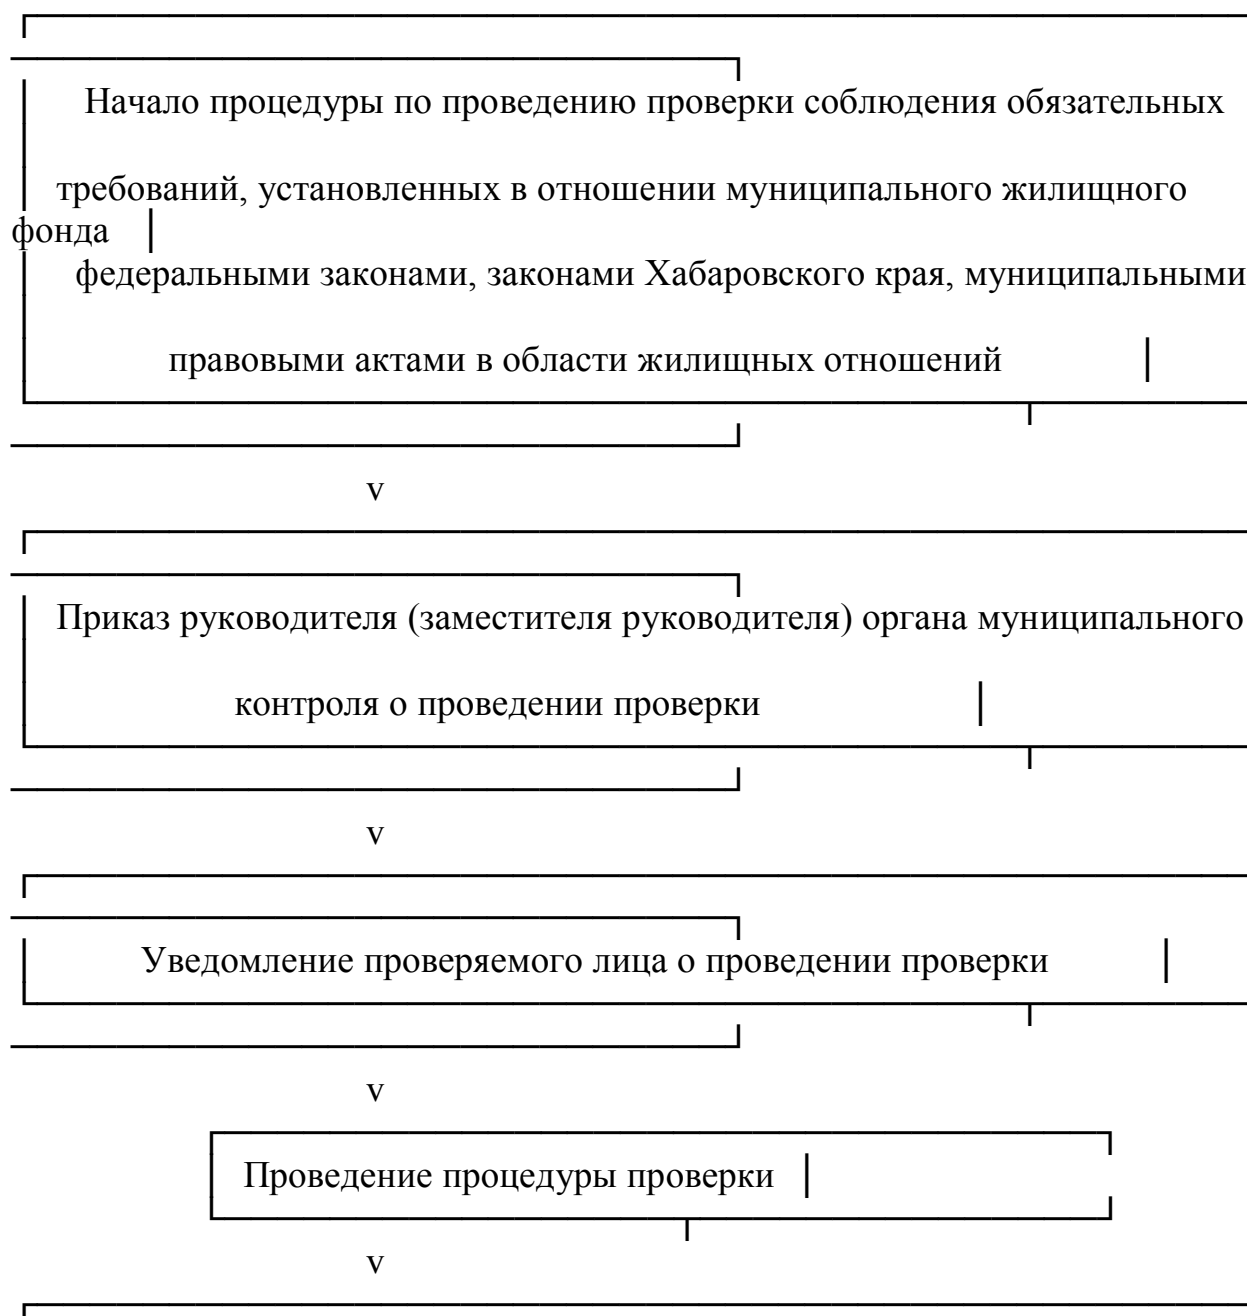 Начало процедуры по проведению проверки соблюдения обязательных
требований, установленных в отношении муниципального жилищного
фонда
федеральными законами, законами Хабаровского края, муниципальными
правовыми актами в области жилищных отношений
v
Приказ руководителя (заместителя руководителя) органа муниципального
контроля о проведении проверки
v
Уведомление проверяемого лица о проведении проверки
v
Проведение процедуры проверки
v